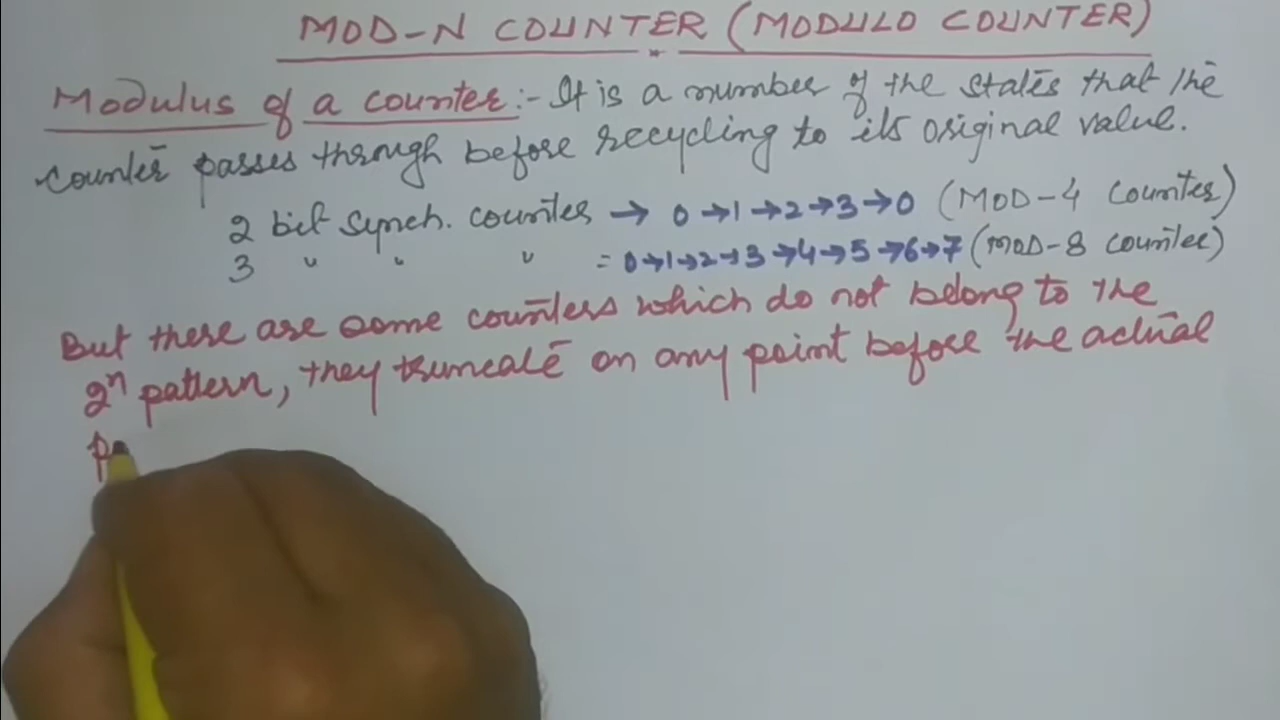 MOD-N COUNTER (MODULO COUNTER)
Modulus of a counter:- It is a number of the states that the
counter passes through before recycling to its original value.
2 bit synch. counter → 0→1→2→3→0 (MOD-4 counter)
3 " " " = 0→1→2→3→4→5→6→7 (MOD-8 counter)
But there are some counters which do not belong to the
2ⁿ pattern, they truncate on any point before the actual
p